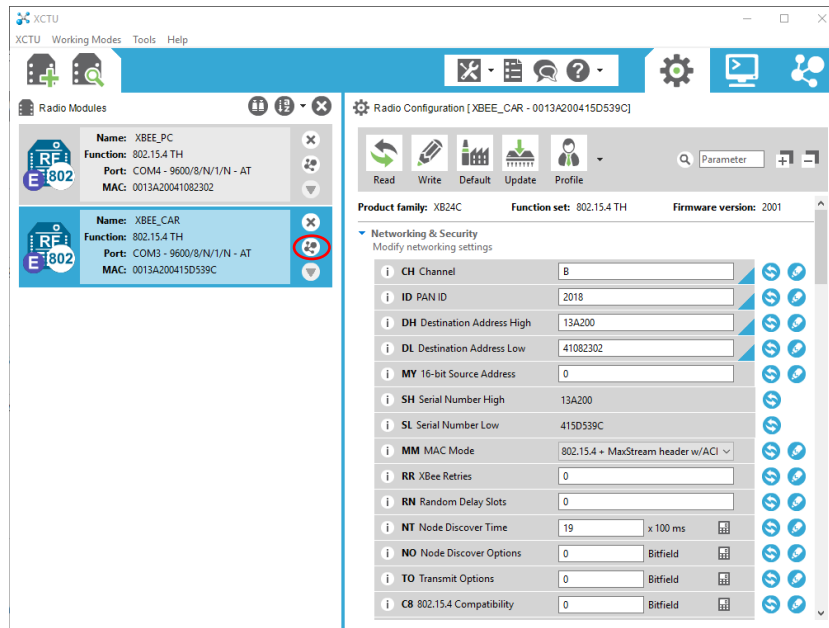 XCTU
XCTU Working Modes Tools Help
Radio Modules
Name: XBEE_PC
Function: 802.15.4 TH
Port: COM4 - 9600/8/N/1/N - AT
MAC: 0013A20041082302
RF
E 802
Name: XBEE_CAR
Function: 802.15.4 TH
Port: COM3 - 9600/8/N/1/N - AT
MAC: 0013A200415D539C
RF
E 802
Radio Configuration [ XBEE_CAR - 0013A200415D539C]
Read Write Default Update Profile
Parameter
Product family: XB24C Function set: 802.15.4 TH Firmware version: 2001
Networking & Security
Modify networking settings
i CH Channel B
i ID PAN ID 2018
i DH Destination Address High 13A200
i DL Destination Address Low 41082302
i MY 16-bit Source Address 0
i SH Serial Number High 13A200
i SL Serial Number Low 415D539C
i MM MAC Mode 802.15.4 + MaxStream header w/ACI
i RR XBee Retries 0
i RN Random Delay Slots 0
i NT Node Discover Time 19 x 100 ms
i NO Node Discover Options 0 Bitfield
i TO Transmit Options 0 Bitfield
i C8 802.15.4 Compatibility 0 Bitfield